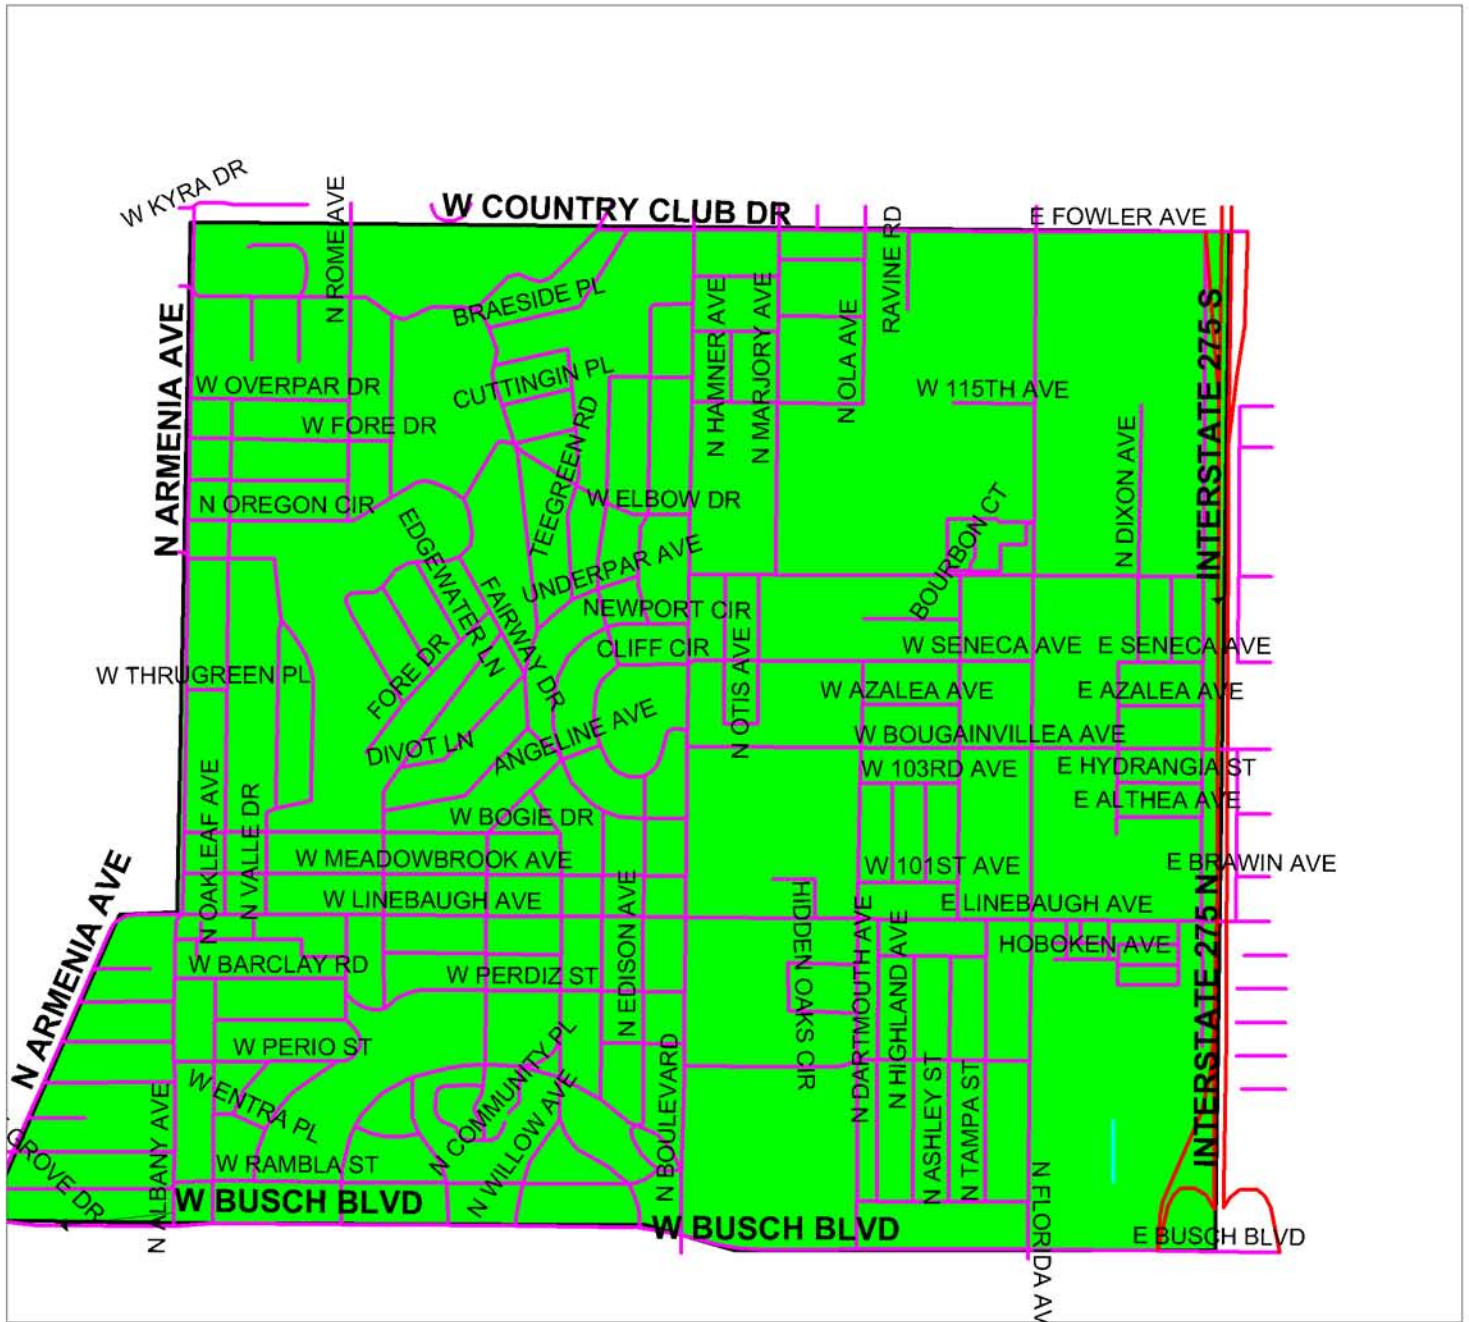 W KYRA DR
N ROME AVE
W COUNTRY CLUB DR
RAVINE RD
E FOWLER AVE
BRAESIDE PL
N HAMNER AVE
N MARJORY AVE
N OLA AVE
INTERSTATE 275 S
N ARMENIA AVE
W OVERPAR DR
CUTTINGIN PL
W 115TH AVE
W FORE DR
TEEGREEN RD
N DIXON AVE
N OREGON CIR
W ELBOW DR
EDGEWATER LN
BOURBON CT
UNDERPAR AVE
FAIRWAY DR
NEWPORT CIR
CLIFF CIR
W SENECA AVE
E SENECA AVE
W THRUGREEN PL
FORE DR
N OTIS AVE
W AZALEA AVE
E AZALEA AVE
DIVOT LN
ANGELINE AVE
W BOUGAINVILLEA AVE
W 103RD AVE
E HYDRANGIA ST
E ALTHEA AVE
N OAKLEAF AVE
N VALLE DR
W BOGIE DR
W MEADOWBROOK AVE
W 101ST AVE
E BRAWIN AVE
W LINEBAUGH AVE
E LINEBAUGH AVE
N ARMENIA AVE
N EDISON AVE
HIDDEN OAKS CIR
N DARTMOUTH AVE
N HIGHLAND AVE
HOBOKEN AVE
INTERSTATE 275 N
W BARCLAY RD
W PERDIZ ST
W PERIO ST
N COMMUNITY PL
N BOULEVARD
N ASHLEY ST
N TAMPA ST
W ENTRA PL
N WILLOW AVE
GROVE DR
N ALBANY AVE
W RAMBLA ST
W BUSCH BLVD
W BUSCH BLVD
N FLORIDA AV
E BUSCH BLVD
N